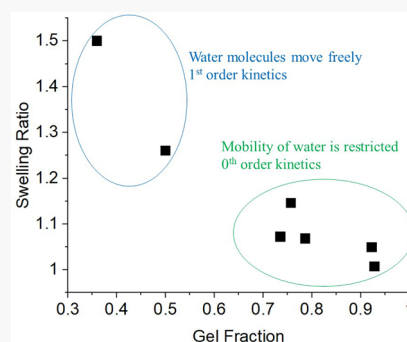 Water molecules move freely
1st order kinetics
Mobility of water is restricted
0th order kinetics
Swelling Ratio
1.5
1.4
1.3
1.2
1.1
1
0.3 0.4 0.5 0.6 0.7 0.8 0.9
Gel Fraction